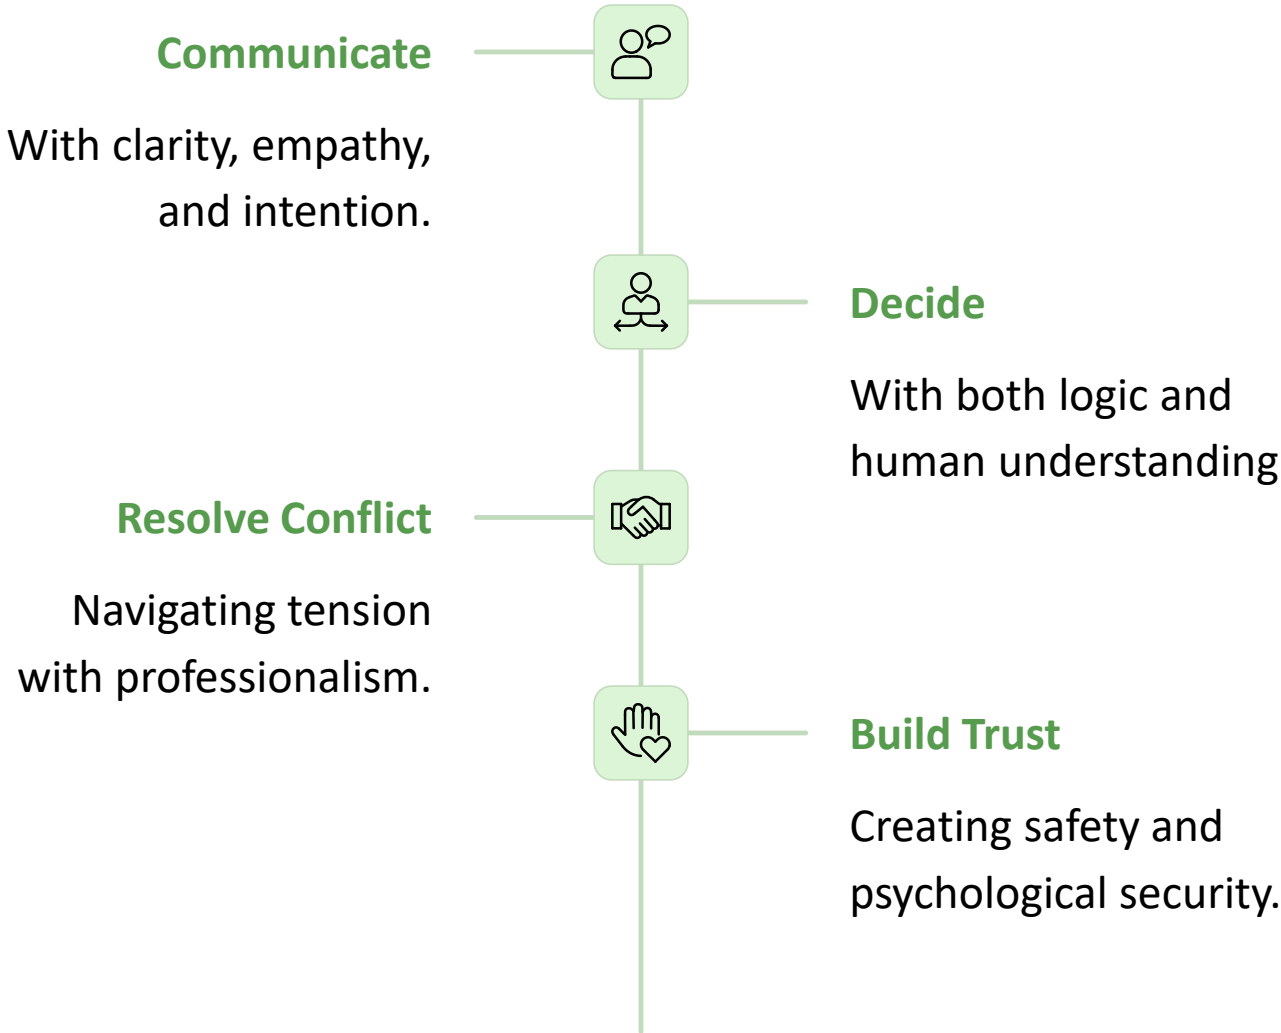 Communicate
With clarity, empathy,
and intention.
Decide
With both logic and
human understanding
Resolve Conflict
Navigating tension
with professionalism.
Build Trust
Creating safety and
psychological security.